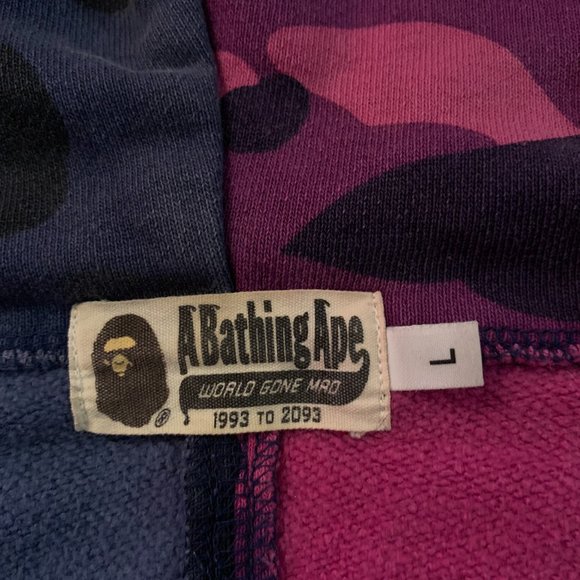 A Bathing Ape
WORLD GONE MAD
1993 TO 2093
®
L